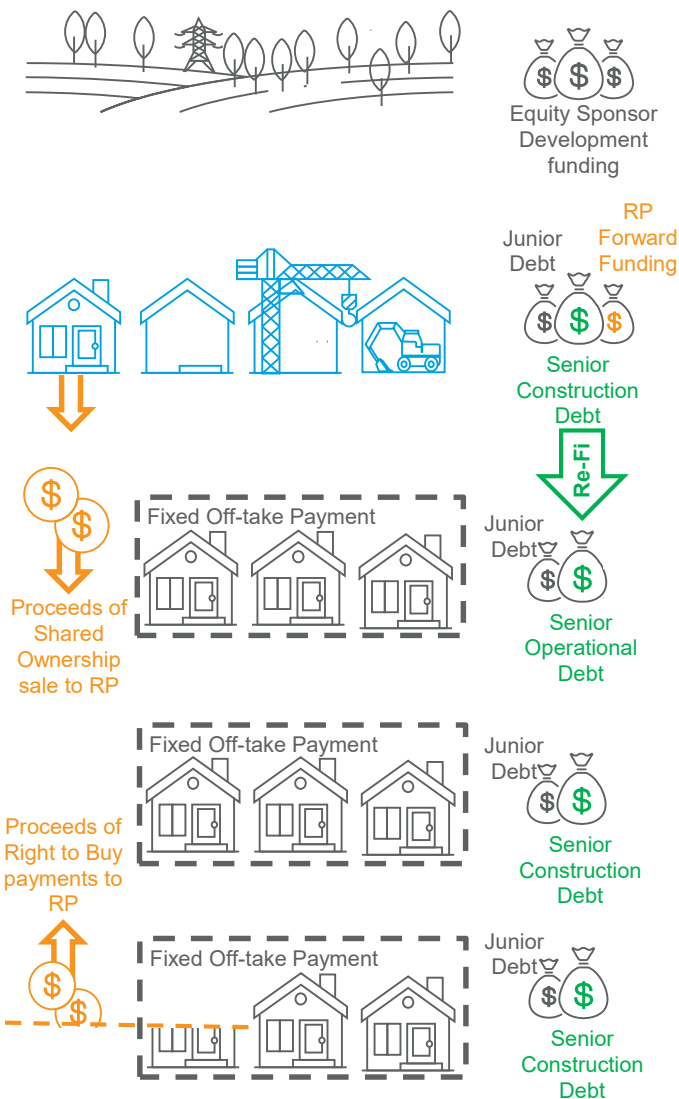 $ $ $
Equity Sponsor
Development
funding
RP
Forward
Funding
Junior
Debt
$ $ $
Senior
Construction
Debt
Re-Fi
$
$
Proceeds of
Shared
Ownership
sale to RP
Fixed Off-take Payment
Junior
Debt
$ $
Senior
Operational
Debt
Fixed Off-take Payment
Junior
Debt
$ $
Senior
Construction
Debt
Proceeds of
Right to Buy
payments to
RP
$
$
Fixed Off-take Payment
Junior
Debt
$ $
Senior
Construction
Debt